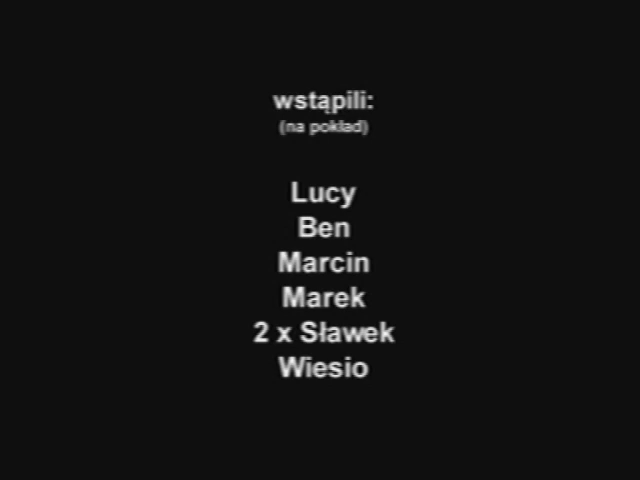 wstąpili:
(na pokład)
Lucy
Ben
Marcin
Marek
2 x Sławek
Wiesio